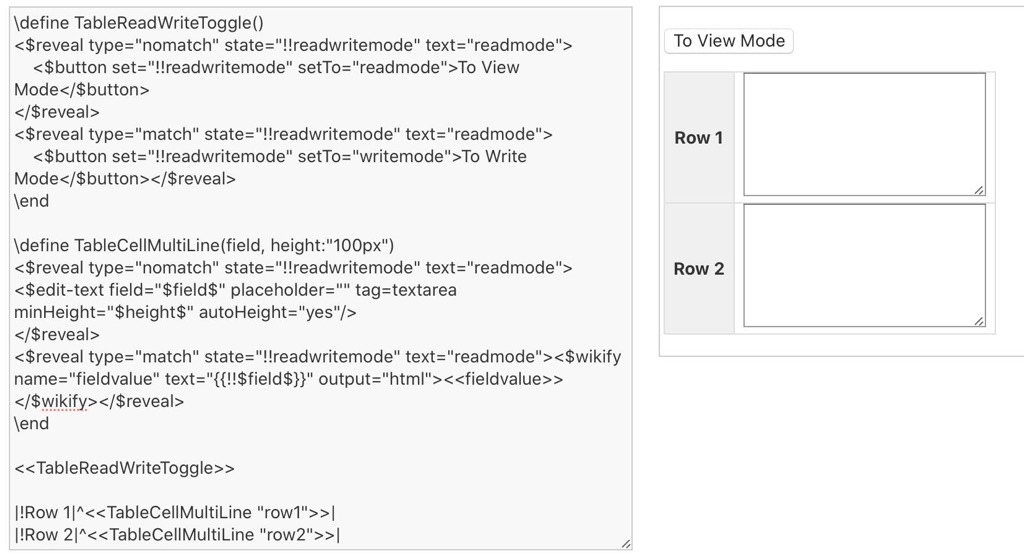 \define TableReadWriteToggle()
<$reveal type="nomatch" state="!!readwritemode" text="readmode">
    <$button set="!!readwritemode" setTo="readmode">To View
Mode</$button>
</$reveal>
<$reveal type="match" state="!!readwritemode" text="readmode">
    <$button set="!!readwritemode" setTo="writemode">To Write
Mode</$button></$reveal>
\end

\define TableCellMultiLine(field, height:"100px")
<$reveal type="nomatch" state="!!readwritemode" text="readmode">
<$edit-text field="$field$" placeholder="" tag=textarea
minHeight="$height$" autoHeight="yes"/>
</$reveal>
<$reveal type="match" state="!!readwritemode" text="readmode"><$wikify
name="fieldvalue" text="{{!!$field$}}" output="html"><<fieldvalue>>
</$wikify></$reveal>
\end

<<TableReadWriteToggle>>

|!Row 1|^<<TableCellMultiLine "row1">>|
|!Row 2|^<<TableCellMultiLine "row2">>|
To View Mode
Row 1
Row 2